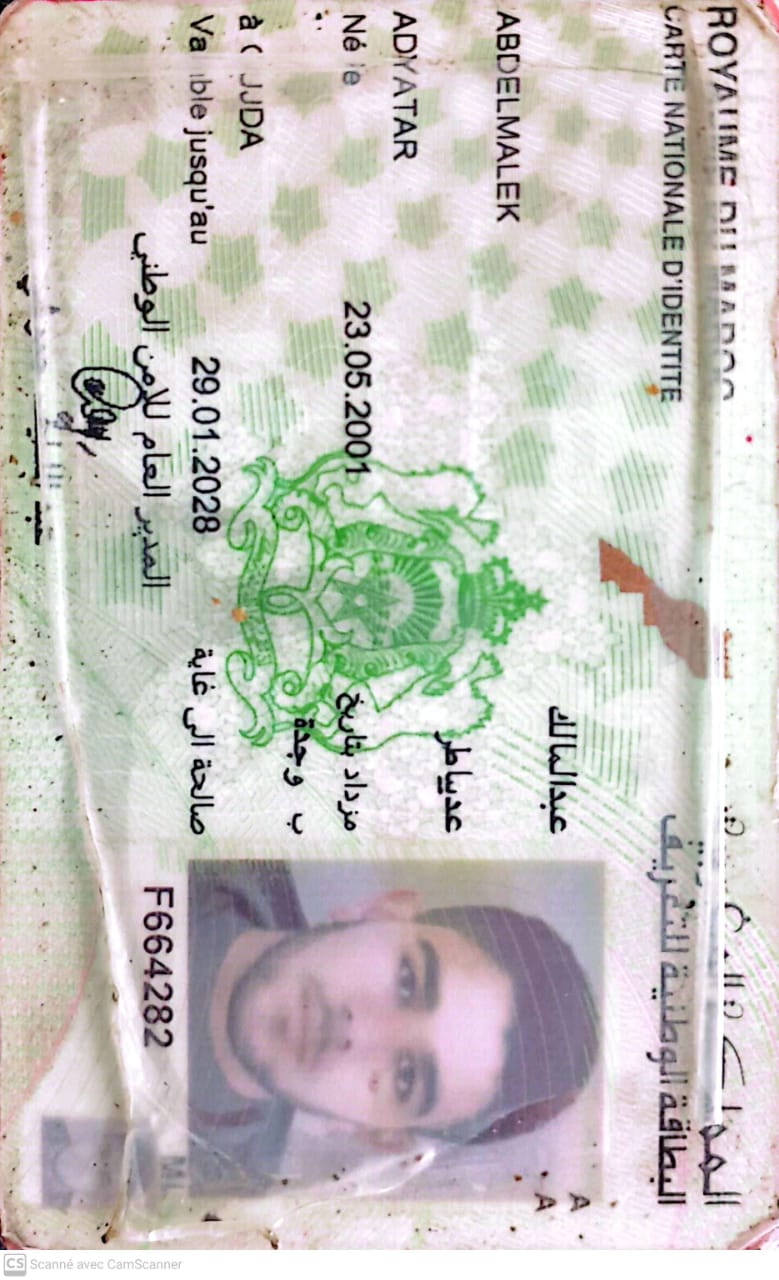 ROYAUME DU MAROC
CARTE NATIONALE D'IDENTITE
البطاقة الوطنية للتعريف
ABDELMALEK
عبدالمالك
ADYATAR
عدياطر
Né le 23.05.2001 مزداد بتاريخ
ب وجدة
à OUJDA
Valable jusqu'au 29.01.2028 صالحة الى غاية
المدير العام للأمن الوطني
F664282
CS Scanné avec CamScanner